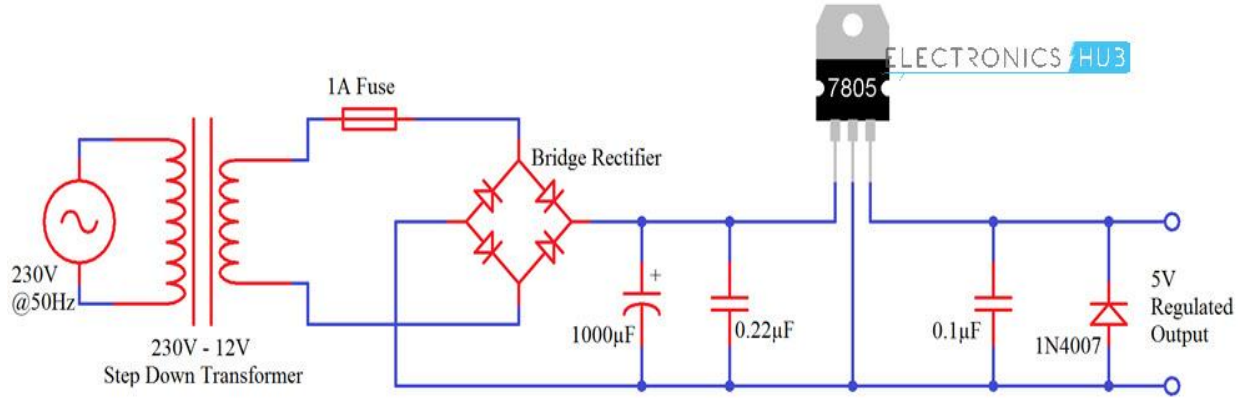 ELECTRONICS HUB
7805
1A Fuse
Bridge Rectifier
230V
@50Hz
230V - 12V
Step Down Transformer
+
1000µF
0.22µF
0.1µF
1N4007
5V
Regulated
Output